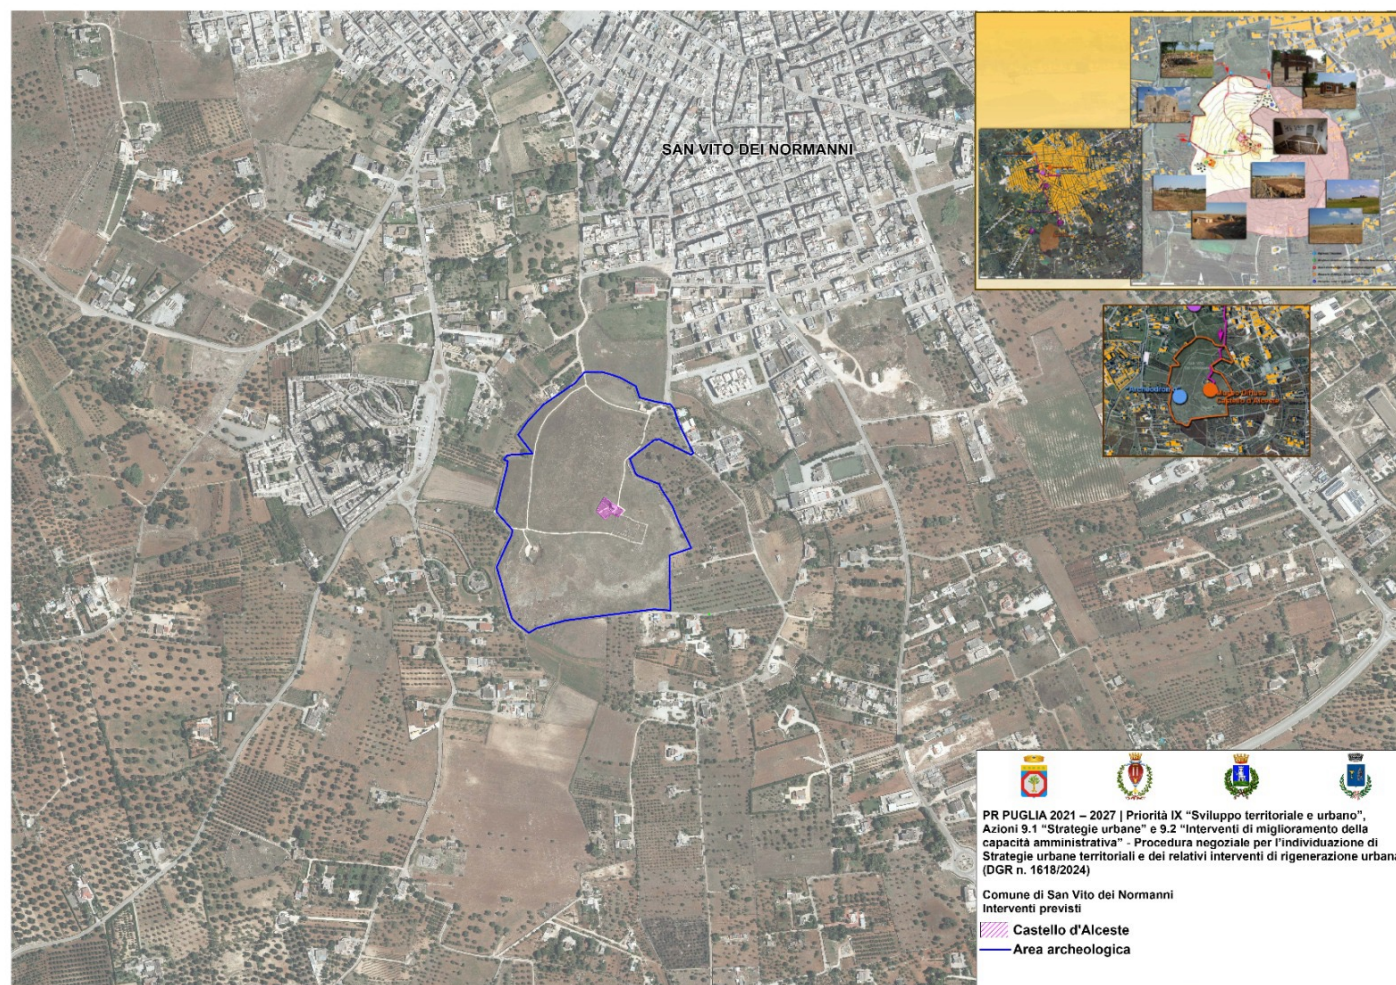 SAN VITO DEI NORMANNI
PR PUGLIA 2021 – 2027 | Priorità IX “Sviluppo territoriale e urbano”,
Azioni 9.1 “Strategie urbane” e 9.2 “Interventi di miglioramento della
capacità amministrativa” - Procedura negoziale per l’individuazione di
Strategie urbane territoriali e dei relativi interventi di rigenerazione urbana
(DGR n. 1618/2024)
Comune di San Vito dei Normanni
Interventi previsti
Castello d'Alceste
Area archeologica